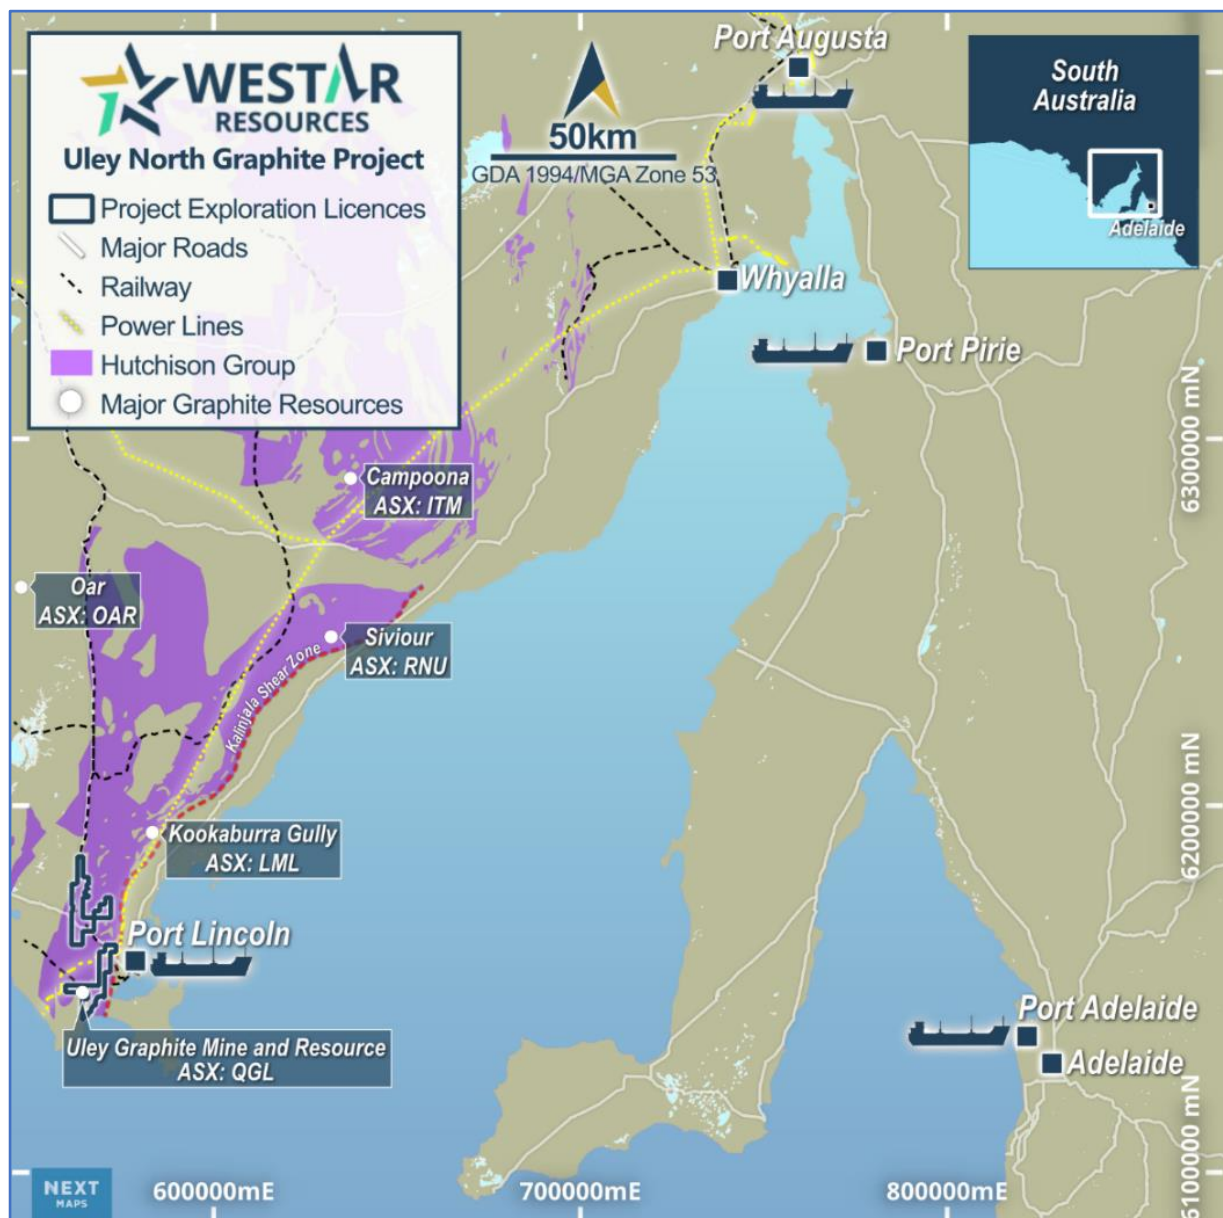 WESTAR
RESOURCES
Uley North Graphite Project
Project Exploration Licences
Major Roads
Railway
Power Lines
Hutchison Group
Major Graphite Resources
50km
GDA 1994/MGA Zone 53
Port Augusta
South
Australia
Adelaide
Whyalla
Port Pirie
6300000 mN
Campoona
ASX: ITM
Oar
ASX: OAR
Siviour
ASX: RNU
Kalinjala Shear Zone
Kookaburra Gully
ASX: LML
6200000 mN
Port Lincoln
Uley Graphite Mine and Resource
ASX: QGL
Port Adelaide
Adelaide
6100000 mN
NEXT
MAPS
600000mE
700000mE
800000mE